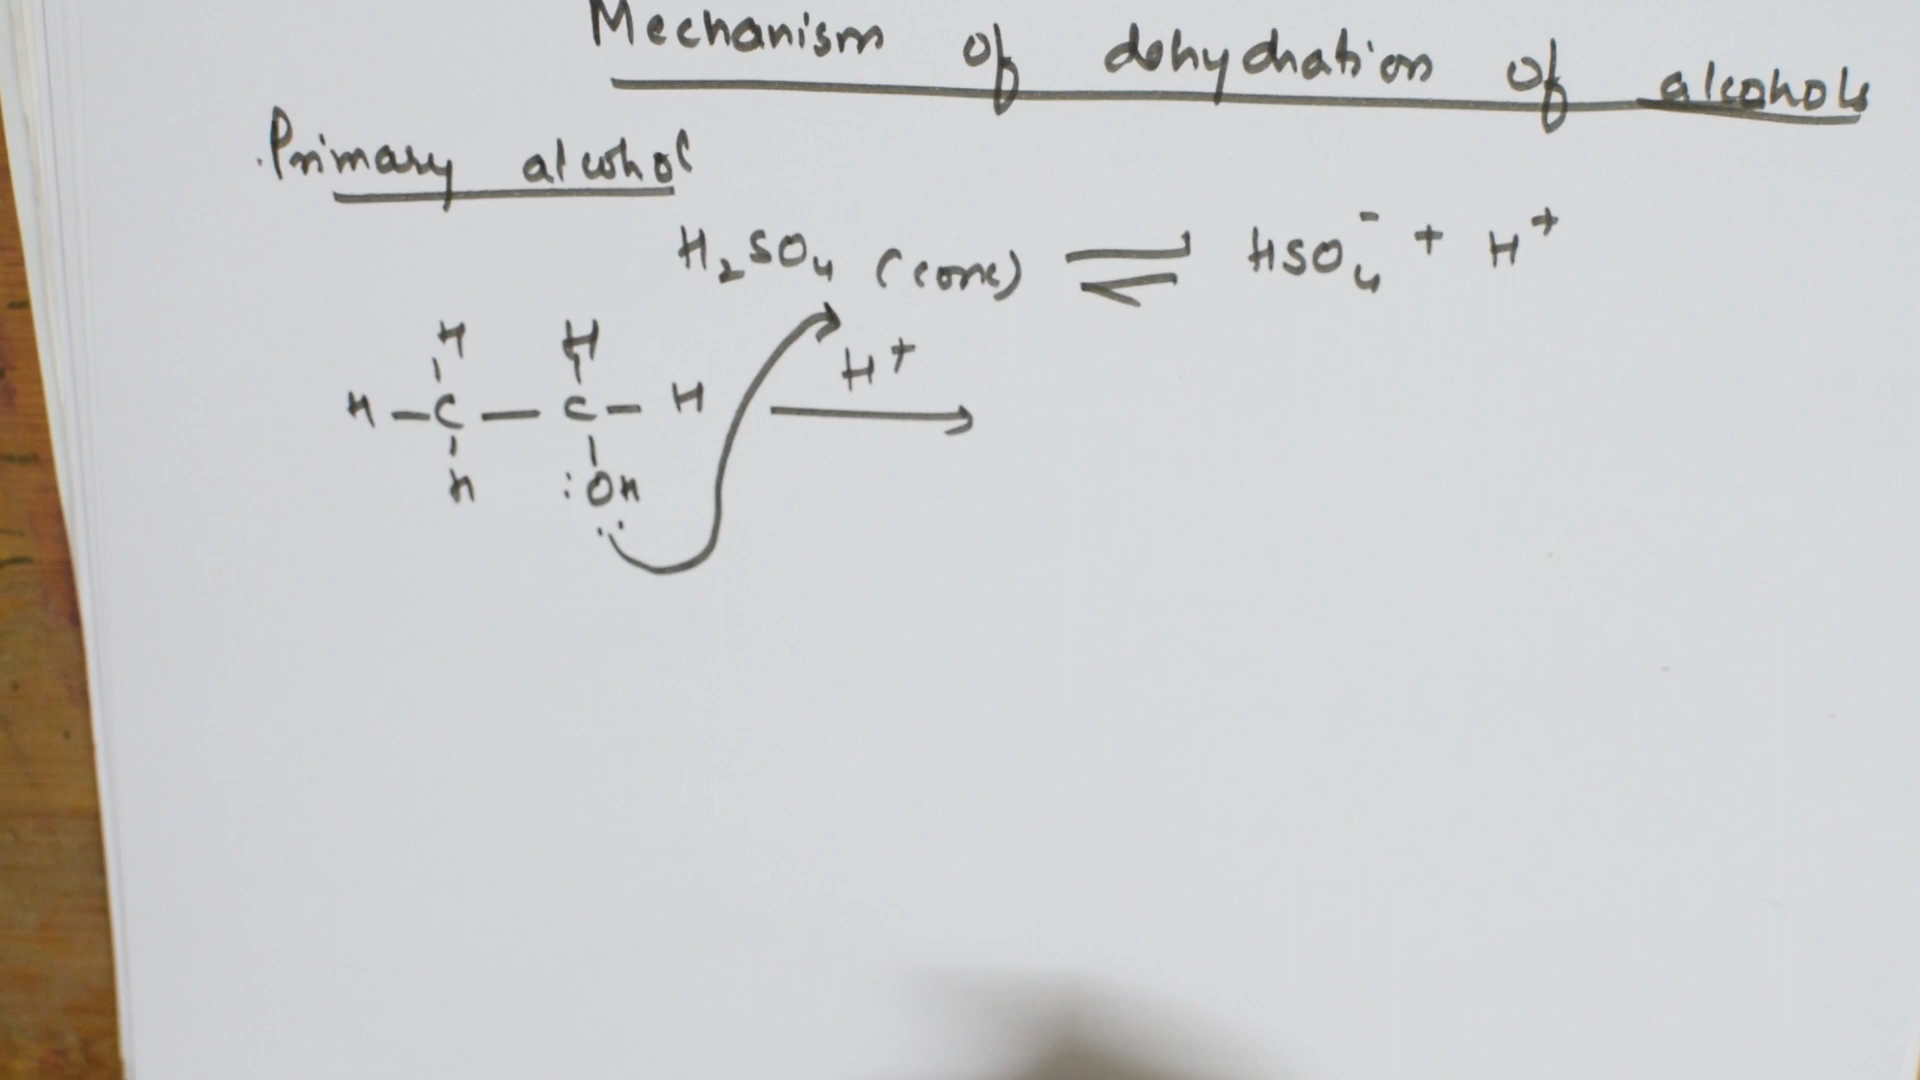 Mechanism of dehydration of alcohols
Primary alcohol
H₂SO₄ (conc) ⇌ HSO₄⁻ + H⁺
H H
H – C – C – H H⁺ →
H :OH